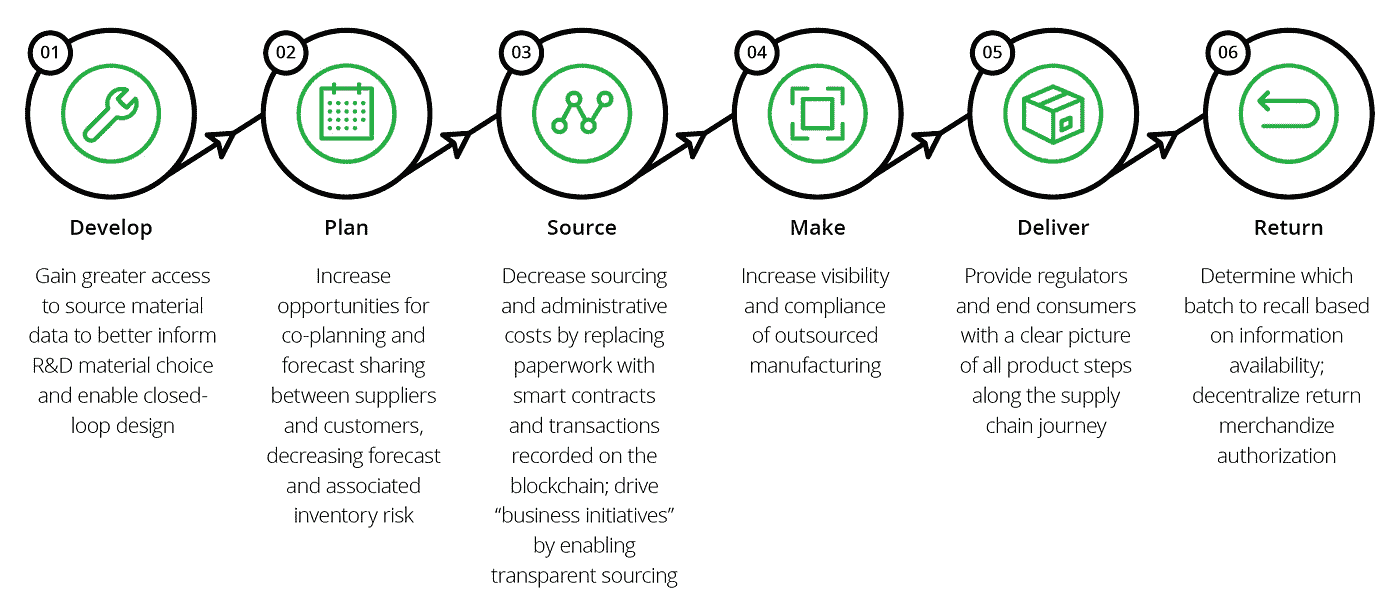 01
Develop
Gain greater access
to source material
data to better inform
R&D material choice
and enable closed-
loop design
02
Plan
Increase
opportunities for
co-planning and
forecast sharing
between suppliers
and customers,
decreasing forecast
and associated
inventory risk
03
Source
Decrease sourcing
and administrative
costs by replacing
paperwork with
smart contracts
and transactions
recorded on the
blockchain; drive
“business initiatives”
by enabling
transparent sourcing
04
Make
Increase visibility
and compliance
of outsourced
manufacturing
05
Deliver
Provide regulators
and end consumers
with a clear picture
of all product steps
along the supply
chain journey
06
Return
Determine which
batch to recall based
on information
availability;
decentralize return
merchandize
authorization